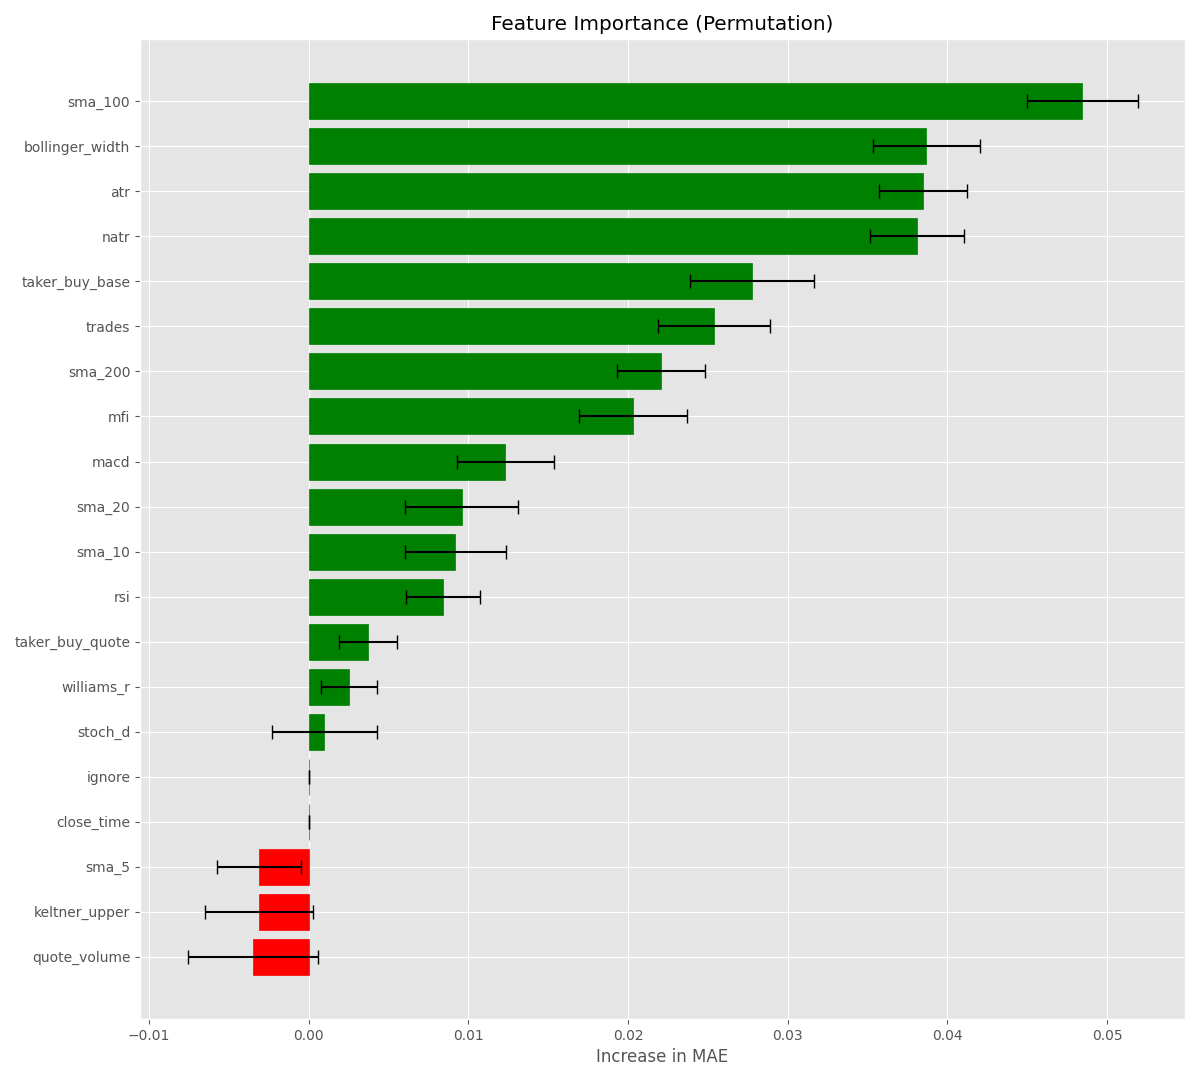 Feature Importance (Permutation)
sma_100
bollinger_width
atr
natr
taker_buy_base
trades
sma_200
mfi
macd
sma_20
sma_10
rsi
taker_buy_quote
williams_r
stoch_d
ignore
close_time
sma_5
keltner_upper
quote_volume
−0.01 0.00 0.01 0.02 0.03 0.04 0.05
Increase in MAE